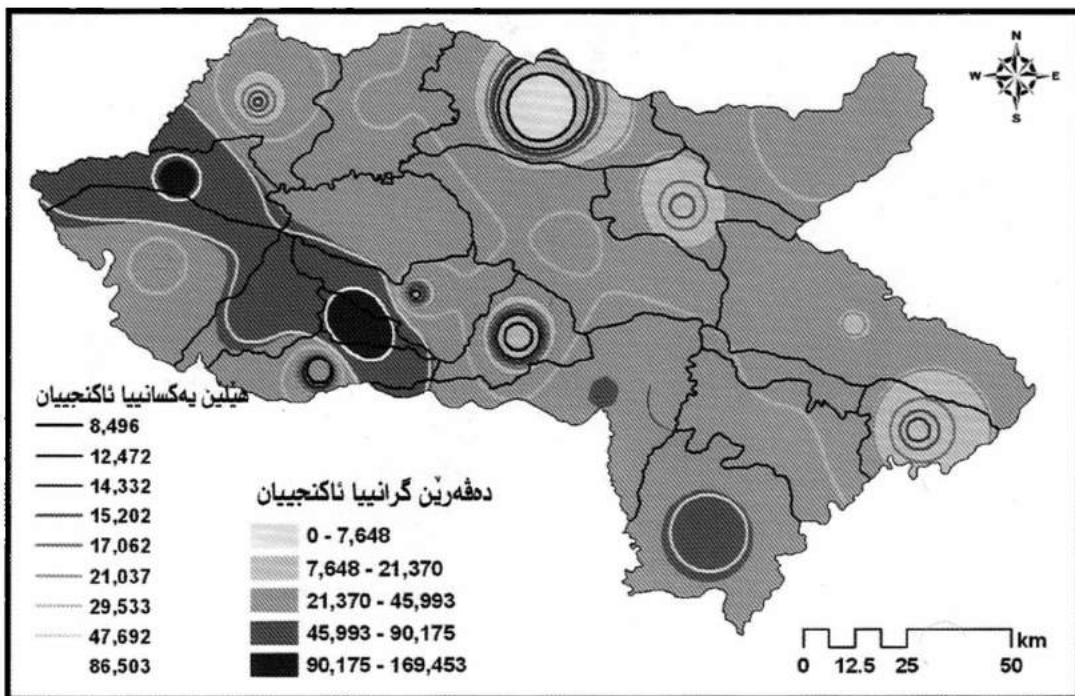 N
W E
S
هێلێن یەکسانییا ئاکنجییان
8,496
12,472
14,332
15,202
17,062
21,037
29,533
47,692
86,503
دەڤەرێن گرانییا ئاکنجییان
0 - 7,648
7,648 - 21,370
21,370 - 45,993
45,993 - 90,175
90,175 - 169,453
km
0 12.5 25 50